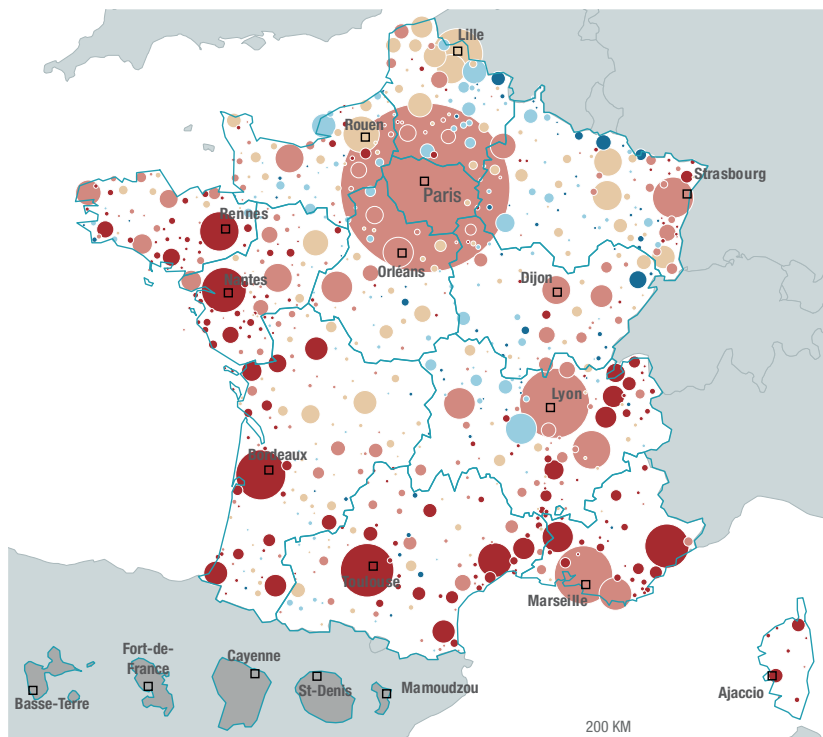 Lille
Rouen
Strasbourg
Paris
Rennes
Orléans
Nantes
Dijon
Lyon
Bordeaux
Toulouse
Marseille
Fort-de-
France
Cayenne
St-Denis
Mamoudzou
Basse-Terre
Ajaccio
200 KM